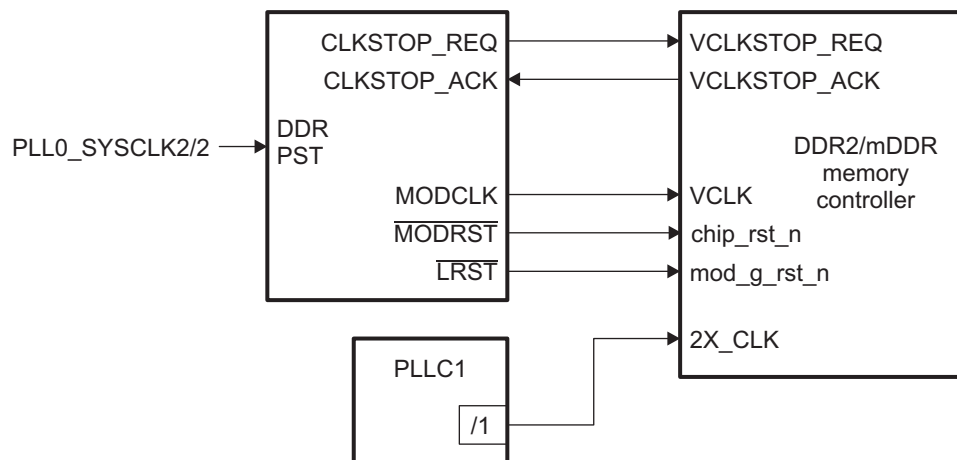 CLKSTOP_REQ
VCLKSTOP_REQ
CLKSTOP_ACK
VCLKSTOP_ACK
PLL0_SYSCLK2/2
DDR
PST
DDR2/mDDR
memory
controller
MODCLK
VCLK
MODRST
chip_rst_n
LRST
mod_g_rst_n
2X_CLK
PLLC1
/1